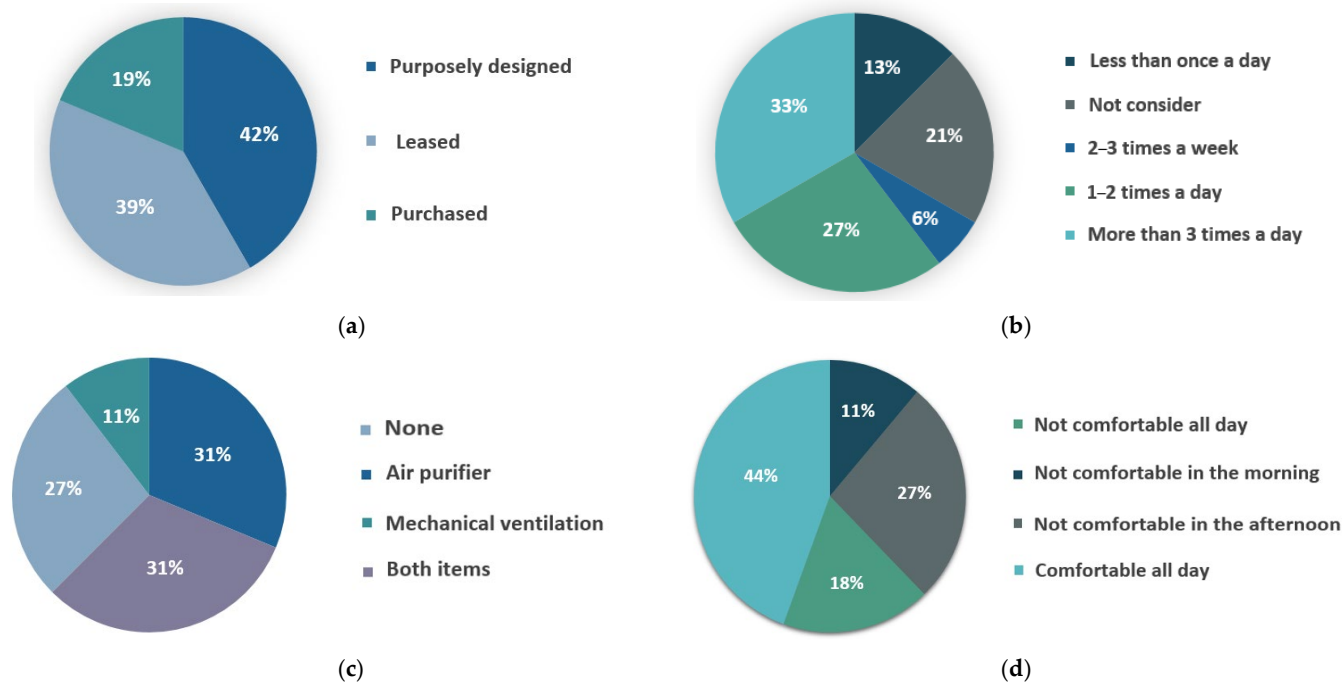 19%
42%
39%
Purposely designed
Leased
Purchased
(a)
13%
33%
21%
6%
27%
Less than once a day
Not consider
2–3 times a week
1–2 times a day
More than 3 times a day
(b)
11%
31%
27%
31%
None
Air purifier
Mechanical ventilation
Both items
(c)
11%
44%
27%
18%
Not comfortable all day
Not comfortable in the morning
Not comfortable in the afternoon
Comfortable all day
(d)